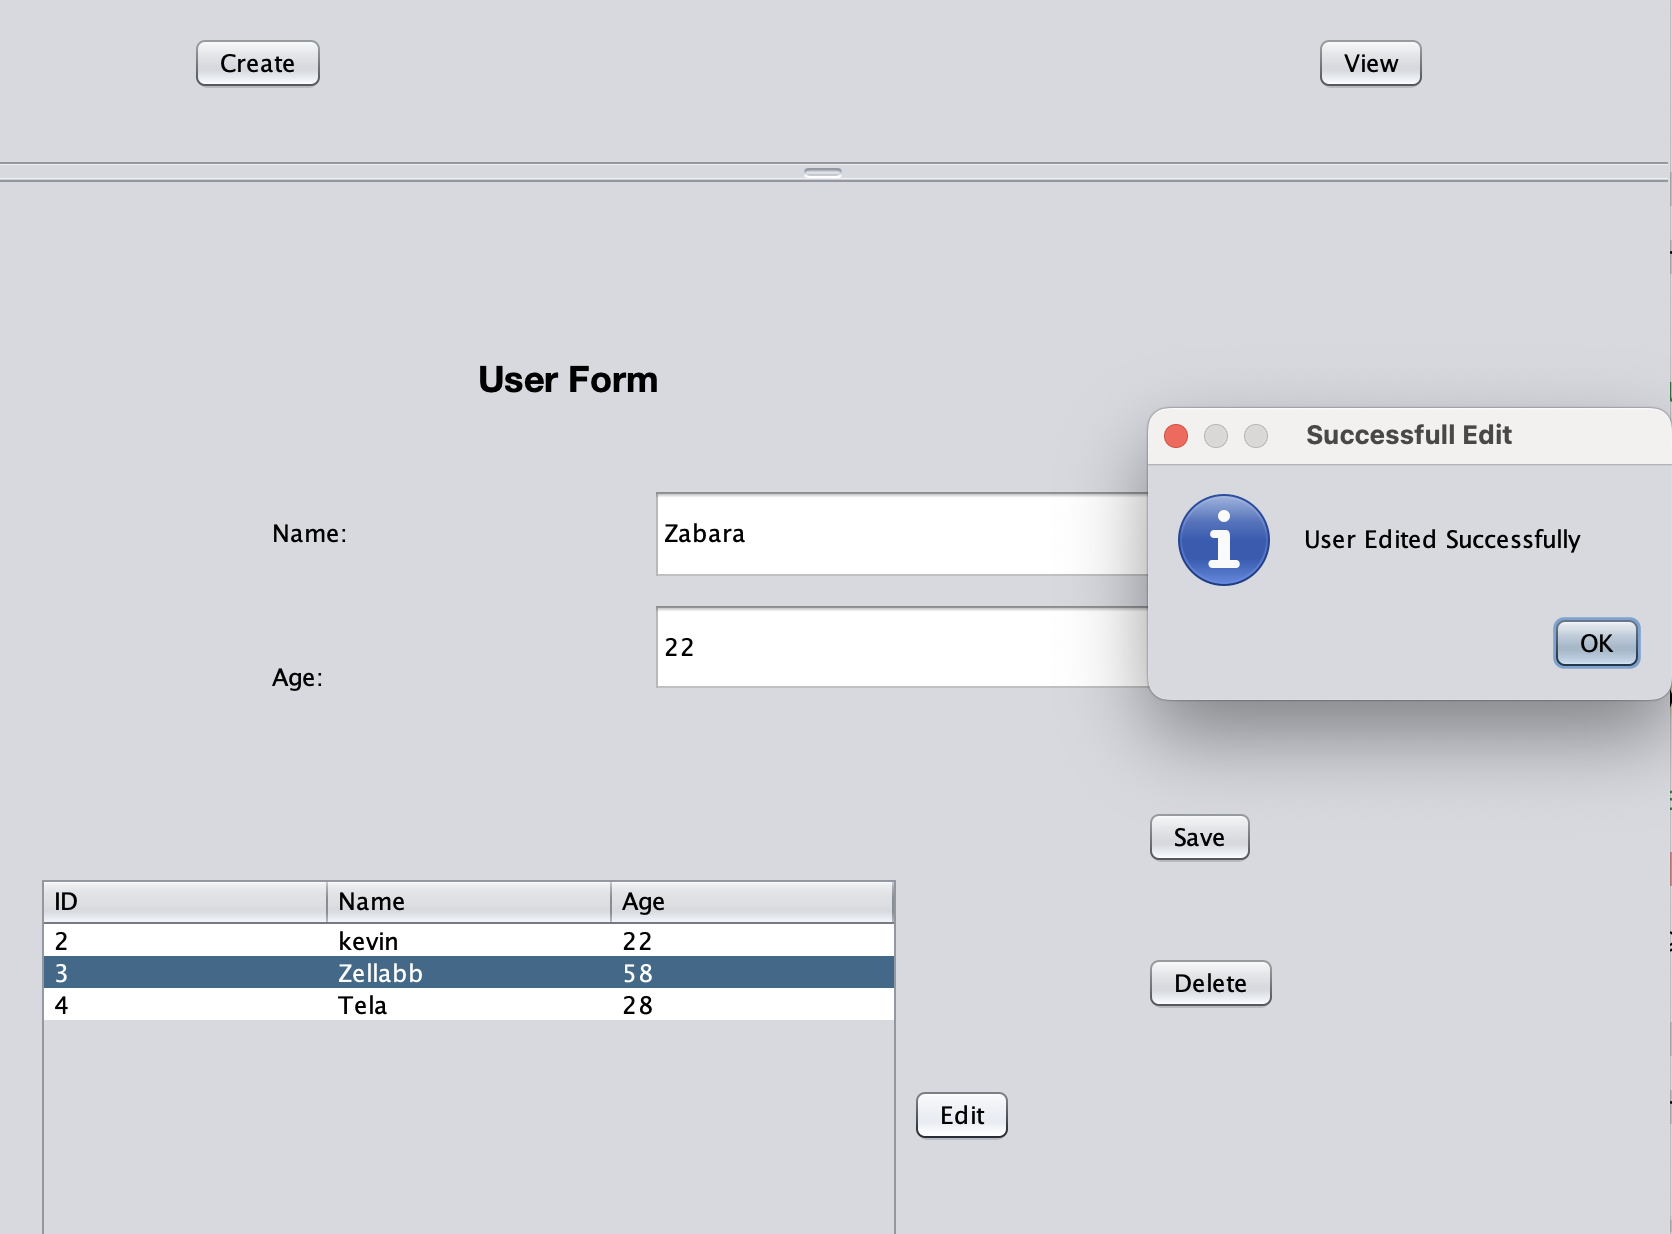 Create
View
User Form
Successfull Edit
Name:
Zabara
User Edited Successfully
OK
Age:
22
Save
ID Name Age
2 kevin 22
3 Zellabb 58
4 Tela 28
Delete
Edit